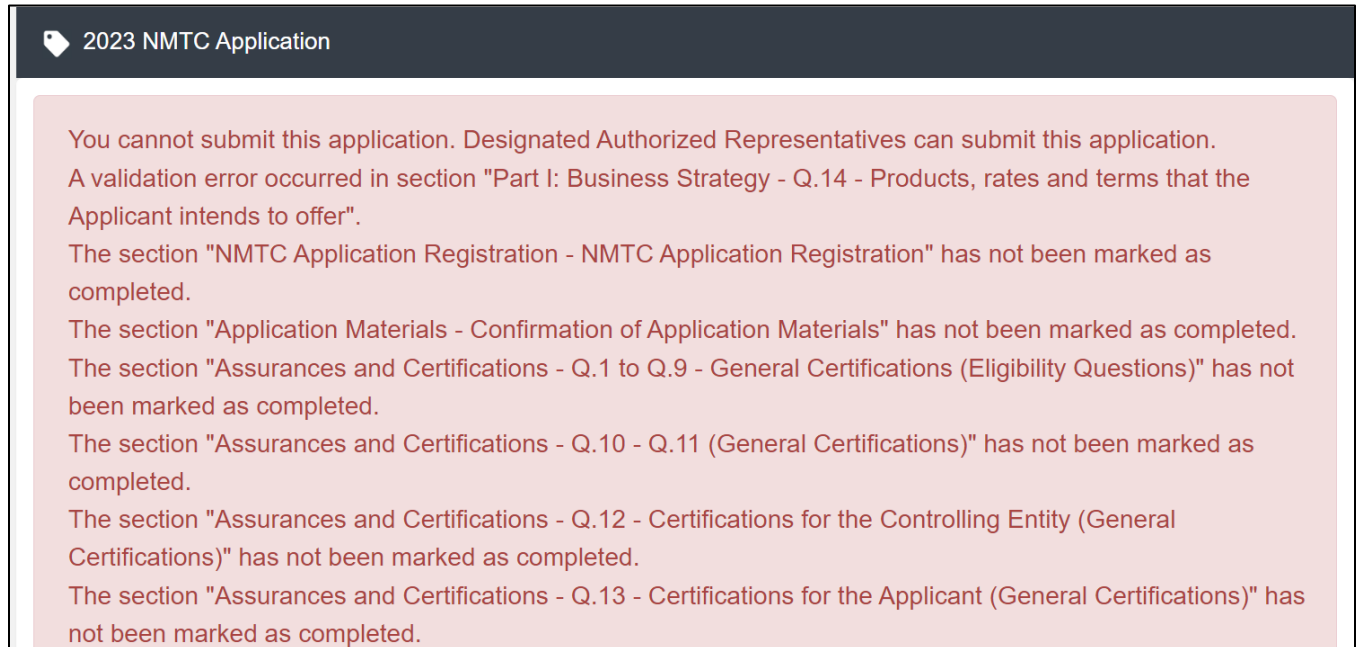 2023 NMTC Application
You cannot submit this application. Designated Authorized Representatives can submit this application.
A validation error occurred in section "Part I: Business Strategy - Q.14 - Products, rates and terms that the
Applicant intends to offer".
The section "NMTC Application Registration - NMTC Application Registration" has not been marked as
completed.
The section "Application Materials - Confirmation of Application Materials" has not been marked as completed.
The section "Assurances and Certifications - Q.1 to Q.9 - General Certifications (Eligibility Questions)" has not
been marked as completed.
The section "Assurances and Certifications - Q.10 - Q.11 (General Certifications)" has not been marked as
completed.
The section "Assurances and Certifications - Q.12 - Certifications for the Controlling Entity (General
Certifications)" has not been marked as completed.
The section "Assurances and Certifications - Q.13 - Certifications for the Applicant (General Certifications)" has
not been marked as completed.